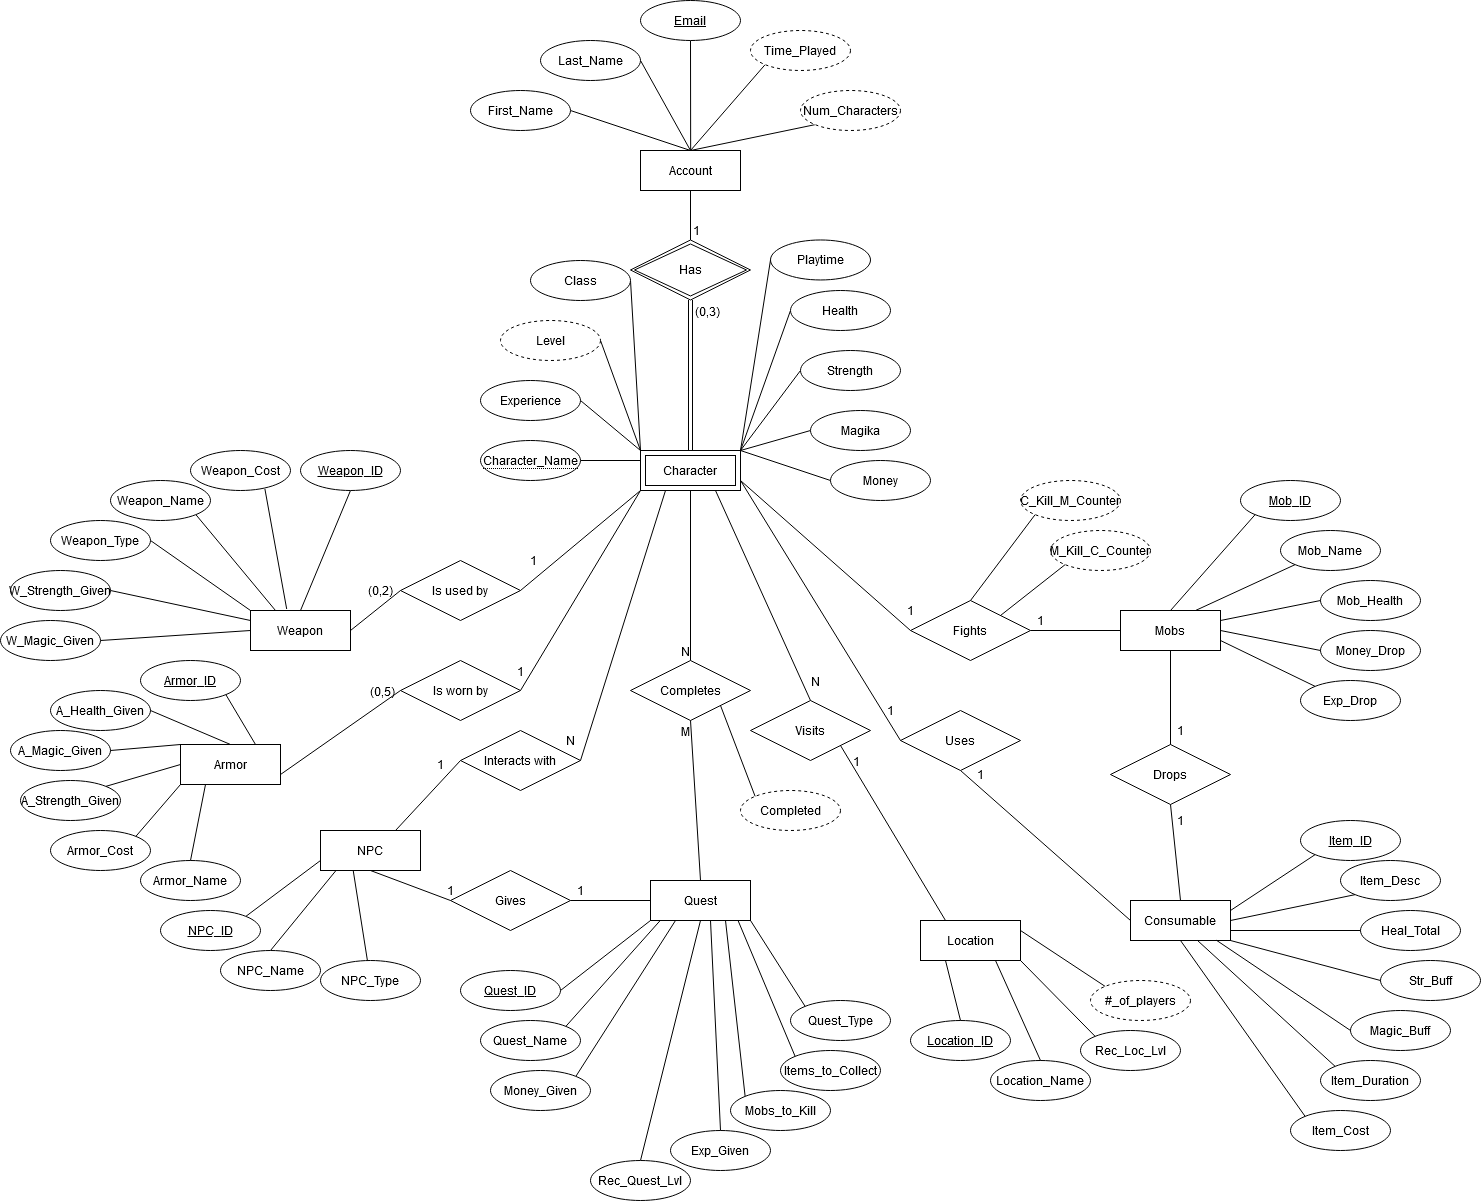 Email
Last_Name
Time_Played
First_Name
Num_Characters
Account
1
Has
(0,3)
Class
Level
Experience
Character_Name
Playtime
Health
Strength
Magika
Money
Character
Weapon_Cost
Weapon_ID
Weapon_Name
Weapon_Type
W_Strength_Given
W_Magic_Given
Weapon
(0,2)
Is used by
1
Armor_ID
A_Health_Given
A_Magic_Given
A_Strength_Given
Armor_Cost
Armor_Name
Armor
(0,5)
Is worn by
1
1
Interacts with
N
NPC
NPC_ID
NPC_Name
NPC_Type
1
Gives
1
N
Completes
M
Completed
Quest
Quest_ID
Quest_Name
Money_Given
Rec_Quest_Lvl
Exp_Given
Mobs_to_Kill
Items_to_Collect
Quest_Type
N
Visits
1
Location
#_of_players
Location_ID
Rec_Loc_Lvl
Location_Name
1
Uses
1
C_Kill_M_Counter
M_Kill_C_Counter
1
Fights
1
Mob_ID
Mob_Name
Mob_Health
Money_Drop
Exp_Drop
Mobs
1
Drops
1
Consumable
Item_ID
Item_Desc
Heal_Total
Str_Buff
Magic_Buff
Item_Duration
Item_Cost